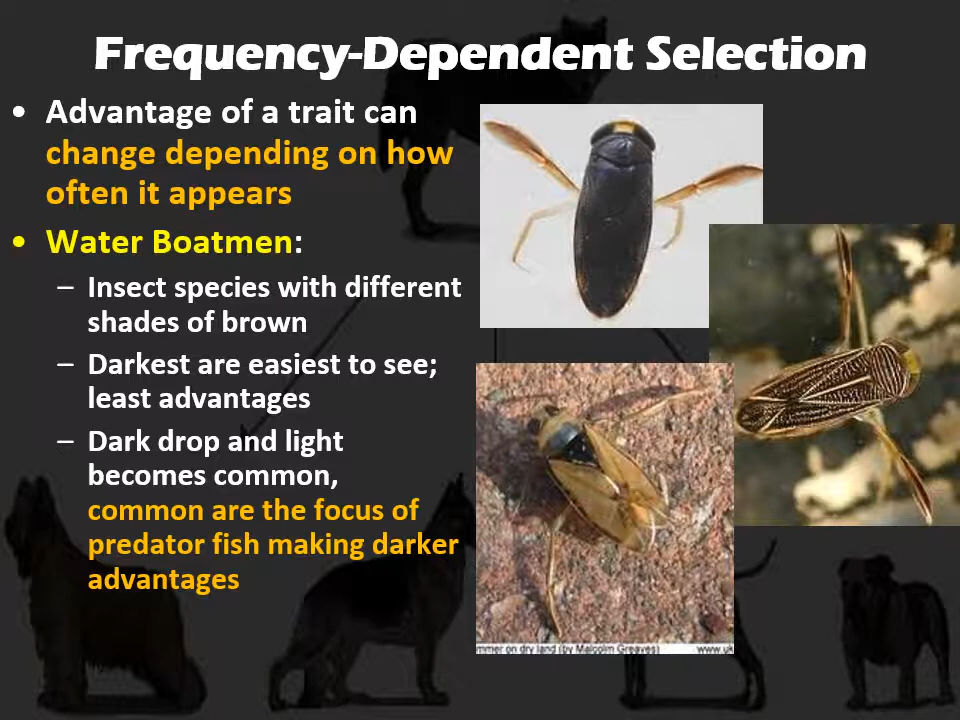 Frequency-Dependent Selection
• Advantage of a trait can
change depending on how
often it appears
• Water Boatmen:
– Insect species with different
shades of brown
– Darkest are easiest to see;
least advantages
– Dark drop and light
becomes common,
common are the focus of
predator fish making darker
advantages
mmer on dry land (by Malcolm Greaves) www.uk